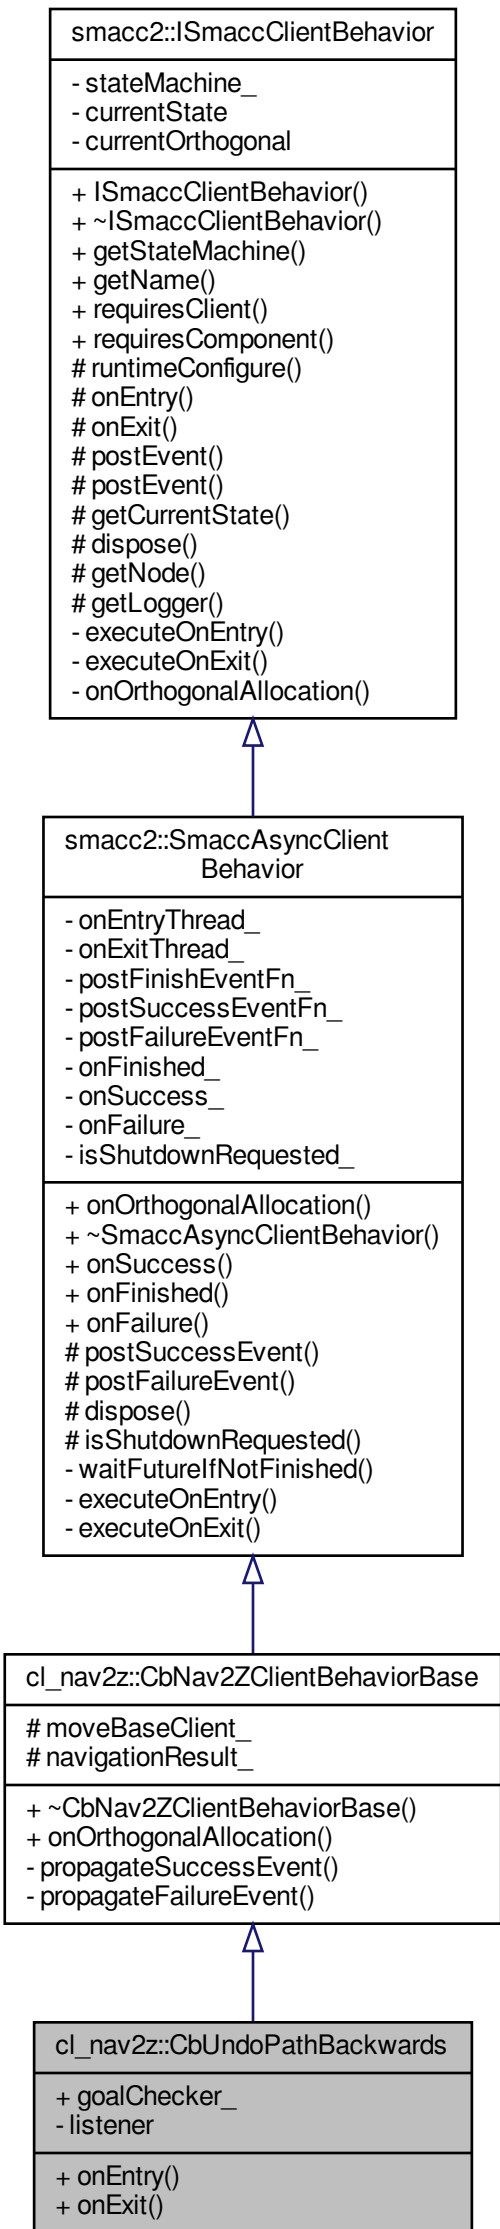 smacc2::ISmaccClientBehavior
- stateMachine_
- currentState
- currentOrthogonal
+ ISmaccClientBehavior()
+ ~ISmaccClientBehavior()
+ getStateMachine()
+ getName()
+ requiresClient()
+ requiresComponent()
# runtimeConfigure()
# onEntry()
# onExit()
# postEvent()
# postEvent()
# getCurrentState()
# dispose()
# getNode()
# getLogger()
- executeOnEntry()
- executeOnExit()
- onOrthogonalAllocation()
smacc2::SmaccAsyncClient
Behavior
- onEntryThread_
- onExitThread_
- postFinishEventFn_
- postSuccessEventFn_
- postFailureEventFn_
- onFinished_
- onSuccess_
- onFailure_
- isShutdownRequested_
+ onOrthogonalAllocation()
+ ~SmaccAsyncClientBehavior()
+ onSuccess()
+ onFinished()
+ onFailure()
# postSuccessEvent()
# postFailureEvent()
# dispose()
# isShutdownRequested()
- waitFutureIfNotFinished()
- executeOnEntry()
- executeOnExit()
cl_nav2z::CbNav2ZClientBehaviorBase
# moveBaseClient_
# navigationResult_
+ ~CbNav2ZClientBehaviorBase()
+ onOrthogonalAllocation()
- propagateSuccessEvent()
- propagateFailureEvent()
cl_nav2z::CbUndoPathBackwards
+ goalChecker_
- listener
+ onEntry()
+ onExit()